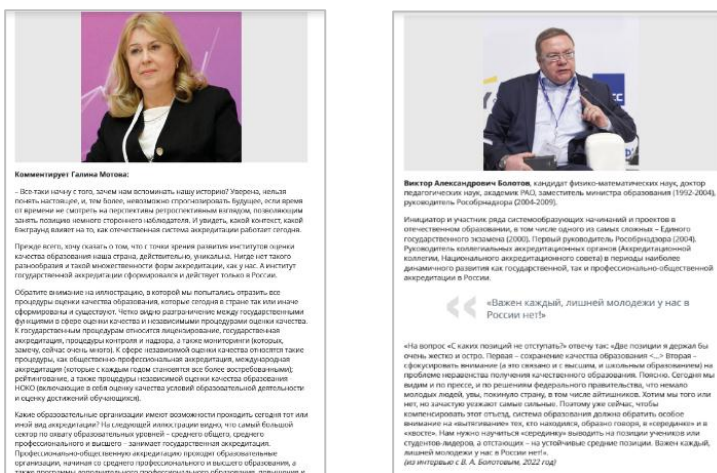 Комментирует Галина Мотова:
– Все-таки начну с того, зачем нам вспоминать нашу историю? Уверена, нельзя
понять настоящее, и тем более, невозможно спрогнозировать будущее, если время
от времени не смотреть на перспективы ретроспективным взглядом, позволяющим
занять позицию немного стороннего наблюдателя. И увидеть, какой контекст, какой
бэкграунд влияет на то, как отечественная система аккредитации работает сегодня.
Прежде всего, хочу сказать о том, что с точки зрения развития институтов оценки
качества образования наша страна, действительно, уникальна. Нигде нет такого
разнообразия и такой множественности форм аккредитации, как у нас. А институт
государственной аккредитации сформировался и действует только в России.
Обратите внимание на иллюстрацию, в которой мы попытались отразить все
процедуры оценки качества образования, которые сегодня в стране так или иначе
сформированы и существуют. Четко видно разграничение между государственными
функциями в сфере оценки качества и независимыми процедурами оценки качества.
К государственным процедурам относится лицензирование, государственная
аккредитация, процедуры контроля и надзора, а также мониторинги (которых,
замечу, сейчас очень много). К сфере независимой оценки качества относятся такие
процедуры, как общественно-профессиональная аккредитация, международная
аккредитация (которые с каждым годом становятся все более востребованными);
рейтингование, а также процедуры независимой оценки качества образования
НОКО (включающие в себя оценку качества условий образовательной деятельности
и оценку достижений обучающихся).
Какие образовательные организации имеют возможности проходить сегодня тот или
иной вид аккредитации? На следующей иллюстрации видно, что самый большой
сектор по охвату образовательных уровней – среднего общего, среднего
профессионального и высшего – занимает государственная аккредитация.
Профессионально-общественную аккредитацию проходят образовательные
организации, начиная со среднего профессионального и высшего образования, а
Виктор Александрович Болотов, кандидат физико-математических наук, доктор
педагогических наук, академик РАО, заместитель министра образования (1992-2004),
руководитель Рособрнадзора (2004-2009).
Инициатор и участник ряда системообразующих начинаний и проектов в
отечественном образовании, в том числе одного из самых сложных – Единого
государственного экзамена (2000). Первый руководитель Рособрнадзора (2004).
Руководитель коллегиальных аккредитационных органов (Аккредитационной
коллегии, Национального аккредитационного совета) в периоды наиболее
динамичного развития как государственной, так и профессионально-общественной
аккредитации в России.
«Важен каждый, лишней молодежи у нас в
России нет!»
«На вопрос «С каких позиций не отступать?» отвечу так: «Две позиции я держал бы
очень жестко и остро. Первая – сохранение качества образования <...> Вторая –
сфокусировать внимание (а это связано и с высшим, и школьным образованием) на
проблеме неравенства получения качественного образования. Поясню. Сегодня мы
видим и по прессе, и по решениям федерального правительства, что немало
молодых людей, увы, покинуло страну, в том числе айтишников. Хотим мы того или
нет, но зачастую уезжают самые сильные. Поэтому уже сейчас, чтобы
компенсировать этот отъезд, система образования должна обратить особое
внимание на «вытягивание» тех, кто находился, образно говоря, в «середине» и в
«хвосте». Нам нужно научиться «середину» выводить на позиции учеников или
студентов-лидеров, а отстающих – на уверенные средние позиции. Важен каждый,
лишней молодежи у нас в России нет!».
(из интервью с В. А. Болотовым, 2022 год)